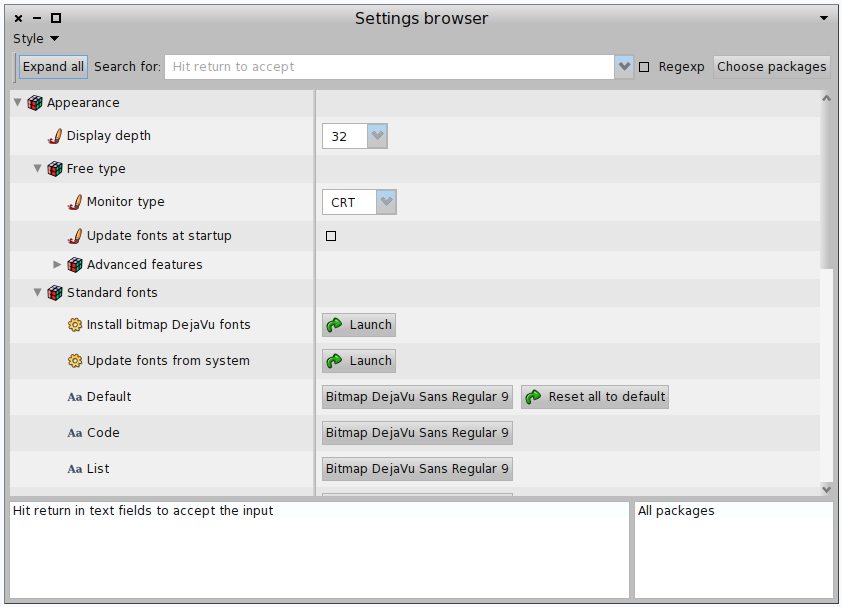 Settings browser
Style
Expand all Search for: Hit return to accept Regexp Choose packages
Appearance
Display depth 32
Free type
Monitor type CRT
Update fonts at startup
Advanced features
Standard fonts
Install bitmap DejaVu fonts Launch
Update fonts from system Launch
Aa Default Bitmap DejaVu Sans Regular 9 Reset all to default
Aa Code Bitmap DejaVu Sans Regular 9
Aa List Bitmap DejaVu Sans Regular 9
Hit return in text fields to accept the input All packages